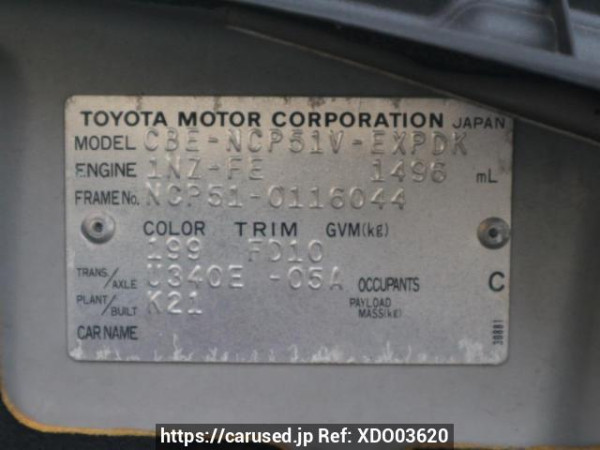 TOYOTA MOTOR CORPORATION JAPAN
MODEL CBE-NCP51V-EXPDK
ENGINE 1NZ-FE 1496 mL
FRAME No. NCP51-0116044
COLOR TRIM GVM(kg)
199 FD10
TRANS/AXLE U340E -05A OCCUPANTS C
PLANT/BUILT K21 PAYLOAD MASS(kg)
CAR NAME
38881
https://carused.jp Ref: XDO03620